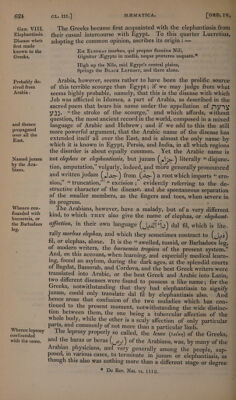 624
CL. III.]
HÆMATICA.
[ORD. IV.
Gen. VIII.
Elephantiasis.
Disease when
first made
known to the
Greeks.
The Greeks became first acquainted with the elephantiasis from
their casual intercourse with Egypt. To this quarter Lucretius,
adopting the common opinion, ascribes its origin:—
Est ELEPHAS morbus, qui propter flumina Nili,
Gignitur Ægypto in mediâ, neque præterea usquam.*
High up the Nile, mid Egypt's central plains,
Springs the BLACK LEPROSY, and there alone.
Probably de-
rived from
Arabia:
Arabia, however, seems rather to have been the prolific source
of this terrible scourge than Egypt; if we may judge from what
seems highly probable, namely, that this is the disease with which
Job was afflicted in Idumea, a part of Arabia, as described in the
sacred poem that bears his name under the appellation of
"the stroke of the scourge," and which affords, without
question, the most ancient record in the world, composed in a mixed
and thence
propagated
over all the
East.
language of Arabic and Hebrew; and if we add to this the still
more powerful argument, that the Arabic name of the disease has
extended itself all over the East, and is almost the only name by
which it is known in Egypt, Persia, and India, in all which regions
the disorder is about equally common. Yet the Arabic name is
Named juzam
by the Ara-
bians.
not elephas or elephantiasis, but juzam (جذام) literally "disjunc-
tion, amputation," vulgarly, indeed, and more generally pronounced
and written judam (جدام) from a root which imports "ero-
sion," "truncation," "excision;" evidently referring to the de-
structive character of the disease, and the spontaneous separation
of the smaller members, as the fingers and toes, when severe in
its progress.
Whence con-
founded with
bucnemia, or
the Barbadoes
leg.
The Arabians, however, have a malady, but of a very different
kind, to which THEY also give the name of elephas, or elephant-
affection, in their own language dal fil, which is lite-
rally morbus elephas, and which they sometimes contract to
fil, or elephas, alone. It is the swelled, tumid, or Barbadoes leg,
of modern writers, the bucnemia tropica of the present system.
And, on this account, when learning, and especially medical learn-
ing, found an asylum, during the dark ages, at the splendid courts
of Bagdat, Bassorah, and Cordova, and the best Greek writers were
translated into Arabic, or the best Greek and Arabic into Latin,
two different diseases were found to possess a like name; for the
Greeks, notwithstanding that they had elephantiasis to signify
juzam, could only translate dal fil by elephantiasis also. And
hence arose that confusion of the two maladies which has con-
tinued to the present moment, notwithstanding the wide distinc-
tion between them, the one being a tubercular affection of the
whole body, while the other is a scaly affection of only particular
parts, and commonly of not more than a particular limb.
Whence leprosy
confounded
with the same.
The leprosy properly so called, the lepra (λεπρα) of the Greeks,
and the baras or beras (برص) of the Arabians, was, by many of the
Arabian physicians, and very generally among the people, sup-
posed, in various cases, to terminate in juzam or elephantiasis, as
though this also was nothing more than a different stage or degree
* De Rer. Nat. VI. 1112.